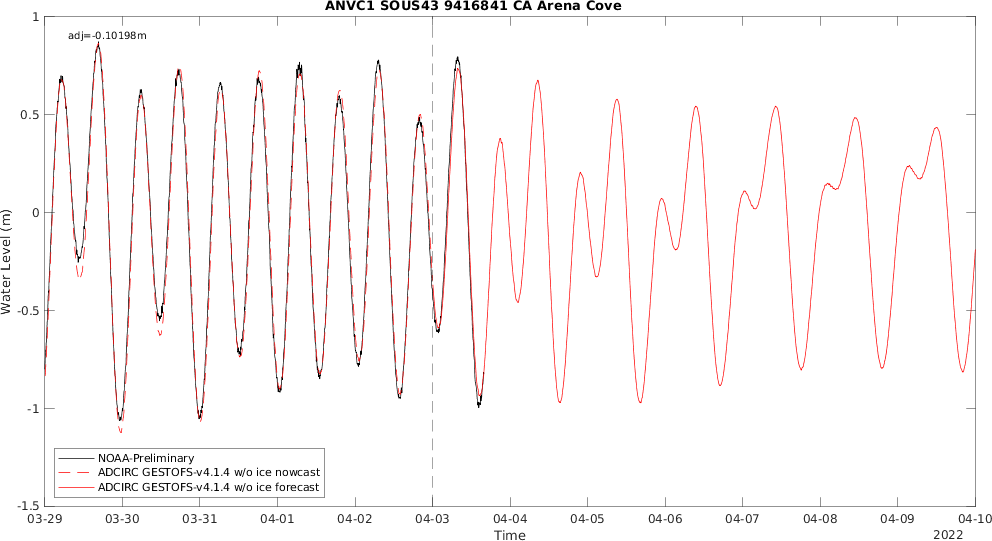 ANVC1 SOUS43 9416841 CA Arena Cove
adj=-0.10198m
1
0.5
0
-0.5
-1
-1.5
Water Level (m)
NOAA-Preliminary
ADCIRC GESTOFS-v4.1.4 w/o ice nowcast
ADCIRC GESTOFS-v4.1.4 w/o ice forecast
03-29 03-30 03-31 04-01 04-02 04-03 04-04 04-05 04-06 04-07 04-08 04-09 04-10
Time
2022